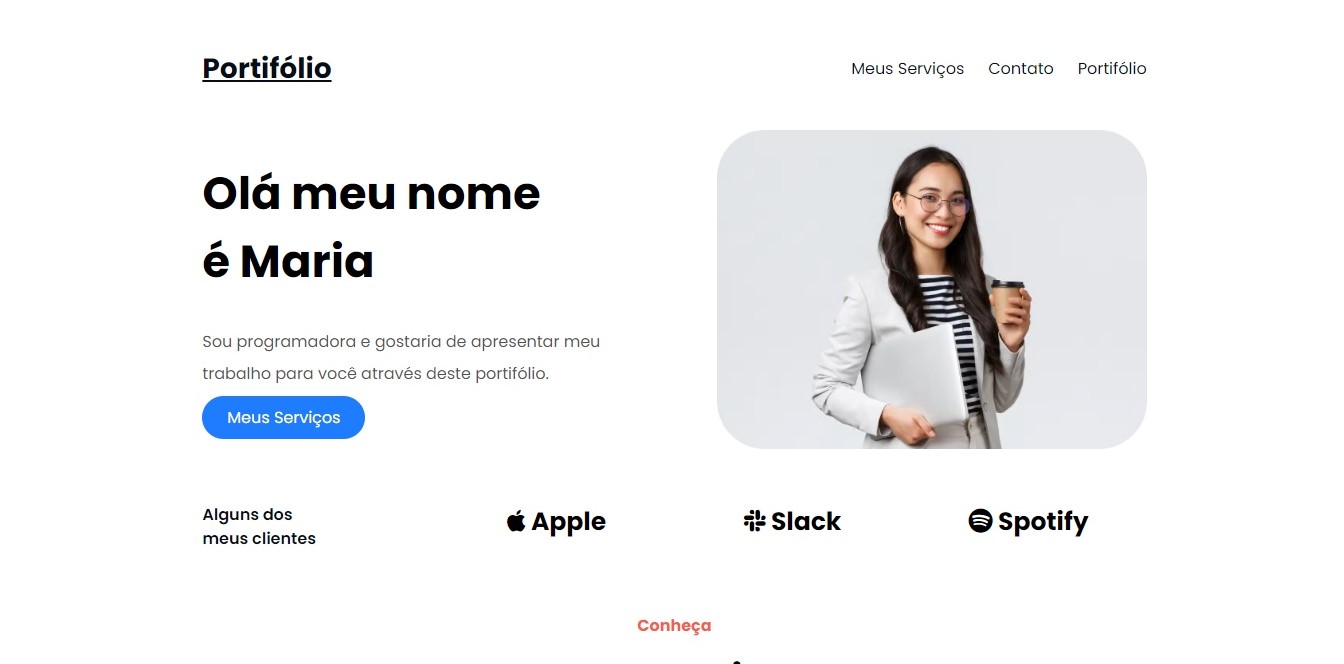 Portifólio
Meus Serviços Contato Portifólio
Olá meu nome
é Maria
Sou programadora e gostaria de apresentar meu
trabalho para você através deste portifólio.
Meus Serviços
Alguns dos
meus clientes
Apple
Slack
Spotify
Conheça